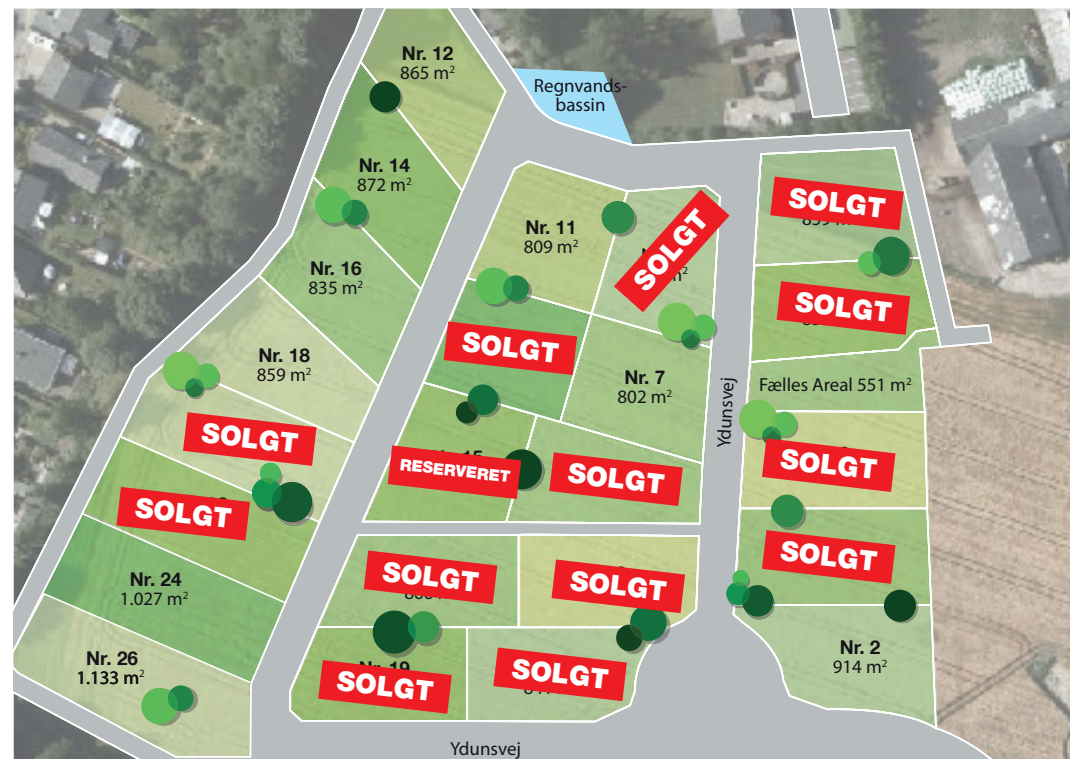 Nr. 12
865 m²
Regnvands-
bassin
Nr. 14
872 m²
SOLGT
Nr. 11
809 m²
SOLGT
Nr. 16
835 m²
SOLGT
SOLGT
Nr. 18
859 m²
Nr. 7
802 m²
Fælles Areal 551 m²
Ydunsvej
SOLGT
SOLGT
RESERVERET
SOLGT
SOLGT
SOLGT
Nr. 24
1.027 m²
SOLGT
SOLGT
SOLGT
Nr. 26
1.133 m²
Nr. 19
SOLGT
SOLGT
Nr. 2
914 m²
Ydunsvej